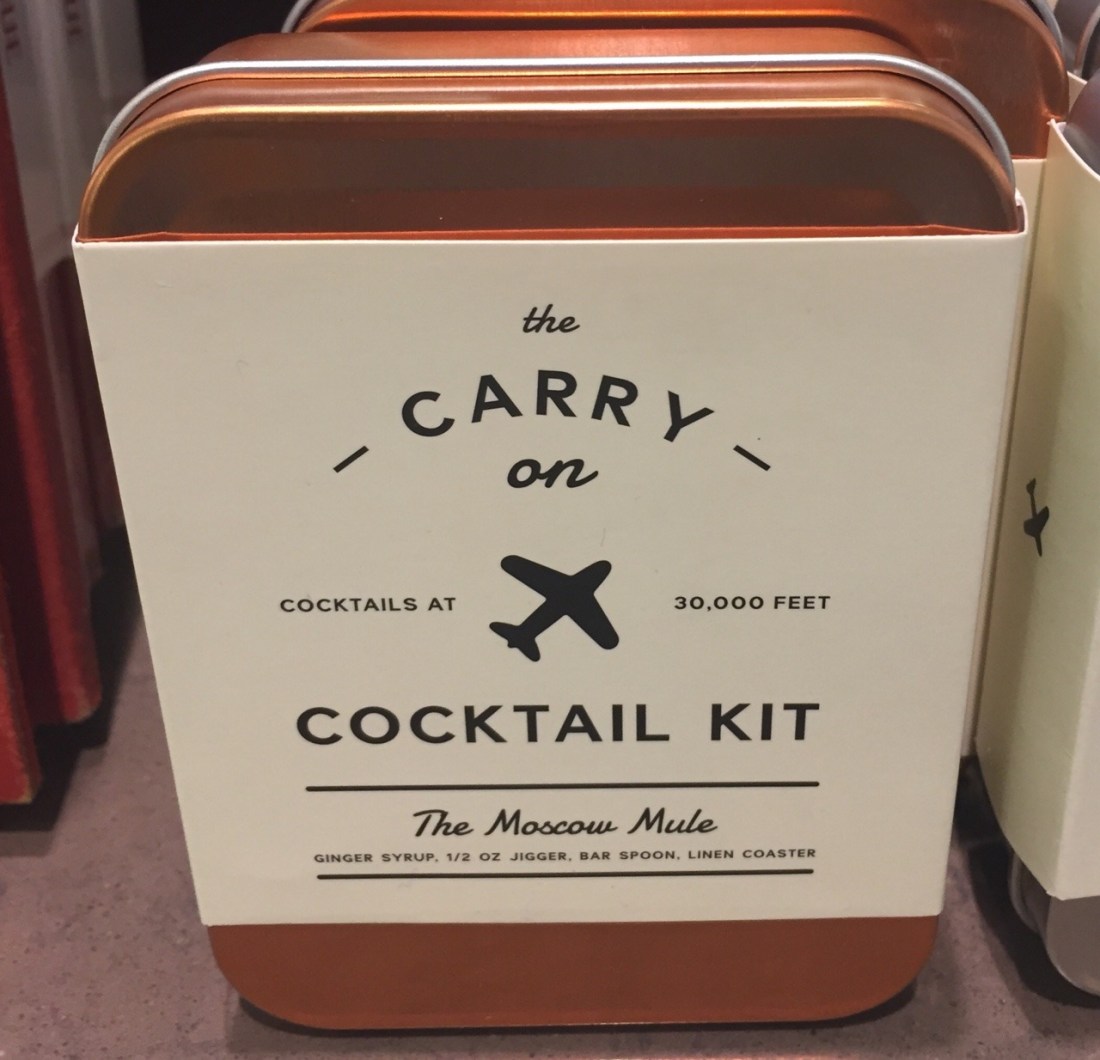 the
CARRY
on
COCKTAILS AT 30,000 FEET
COCKTAIL KIT
The Moscow Mule
GINGER SYRUP, 1/2 OZ JIGGER, BAR SPOON, LINEN COASTER